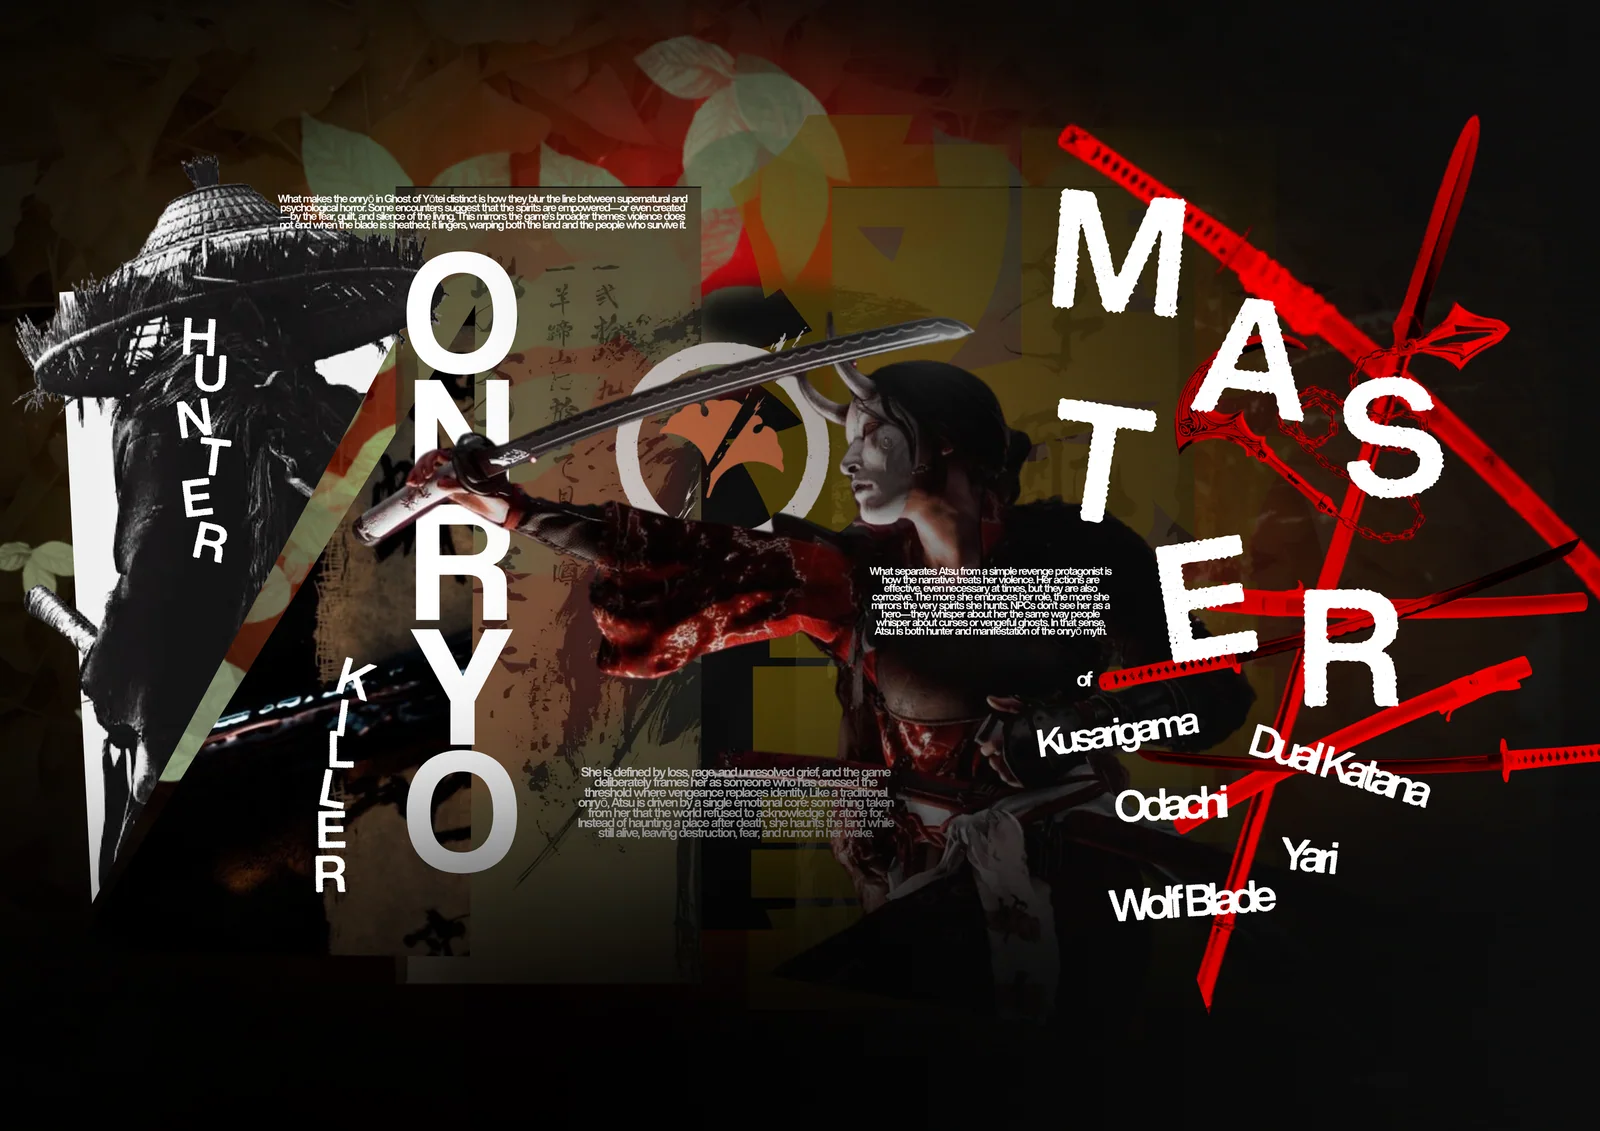 What makes the onryō in Ghost of Yōtei distinct is how they blur the line between supernatural and
psychological horror. Some encounters suggest that the spirits are empowered—or even created
—by the fear, guilt, and silence of the living. This mirrors the game's broader themes: violence does
not end when the blade is sheathed; it lingers, warping both the land and the people who survive it.
HUNTER
KILLER
ONRYO
一 弐
羊
蹄 九
山
に
於
She is defined by loss, rage, and unresolved grief, and the game
deliberately frames her as someone who has crossed the
threshold where vengeance replaces identity. Like a traditional
onryō, Atsu is driven by a single emotional core: something taken
from her that the world refused to acknowledge or atone for.
Instead of haunting a place after death, she haunts the land while
still alive, leaving destruction, fear, and rumor in her wake.
What separates Atsu from a simple revenge protagonist is
how the narrative treats her violence. Her actions are
effective, even necessary at times, but they are also
corrosive. The more she embraces her role, the more she
mirrors the very spirits she hunts. NPCs don't see her as a
hero—they whisper about her the same way people
whisper about curses or vengeful ghosts. In that sense,
Atsu is both hunter and manifestation of the onryō myth.
MASTER
of
Kusarigama
Dual Katana
Odachi
Yari
Wolf Blade